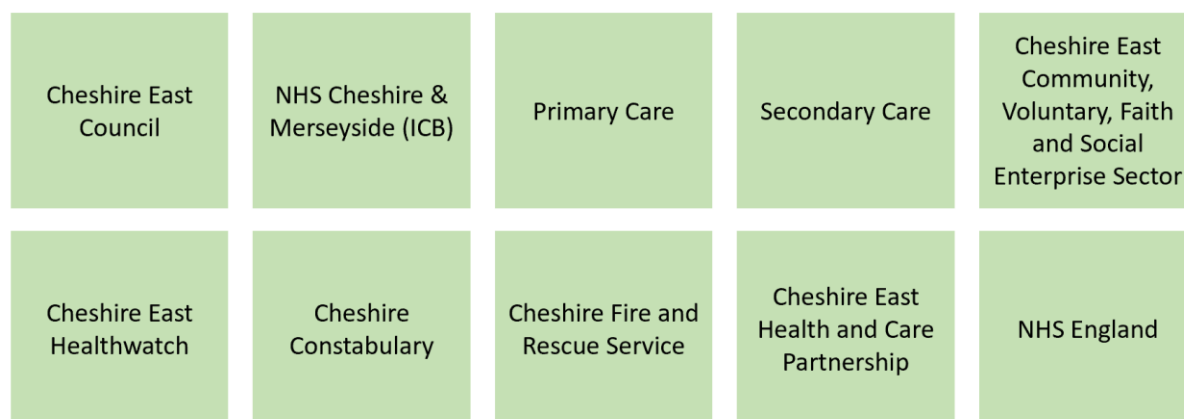 Cheshire East
Council
NHS Cheshire &
Merseyside (ICB)
Primary Care
Secondary Care
Cheshire East
Community,
Voluntary, Faith
and Social
Enterprise Sector
Cheshire East
Healthwatch
Cheshire
Constabulary
Cheshire Fire and
Rescue Service
Cheshire East
Health and Care
Partnership
NHS England